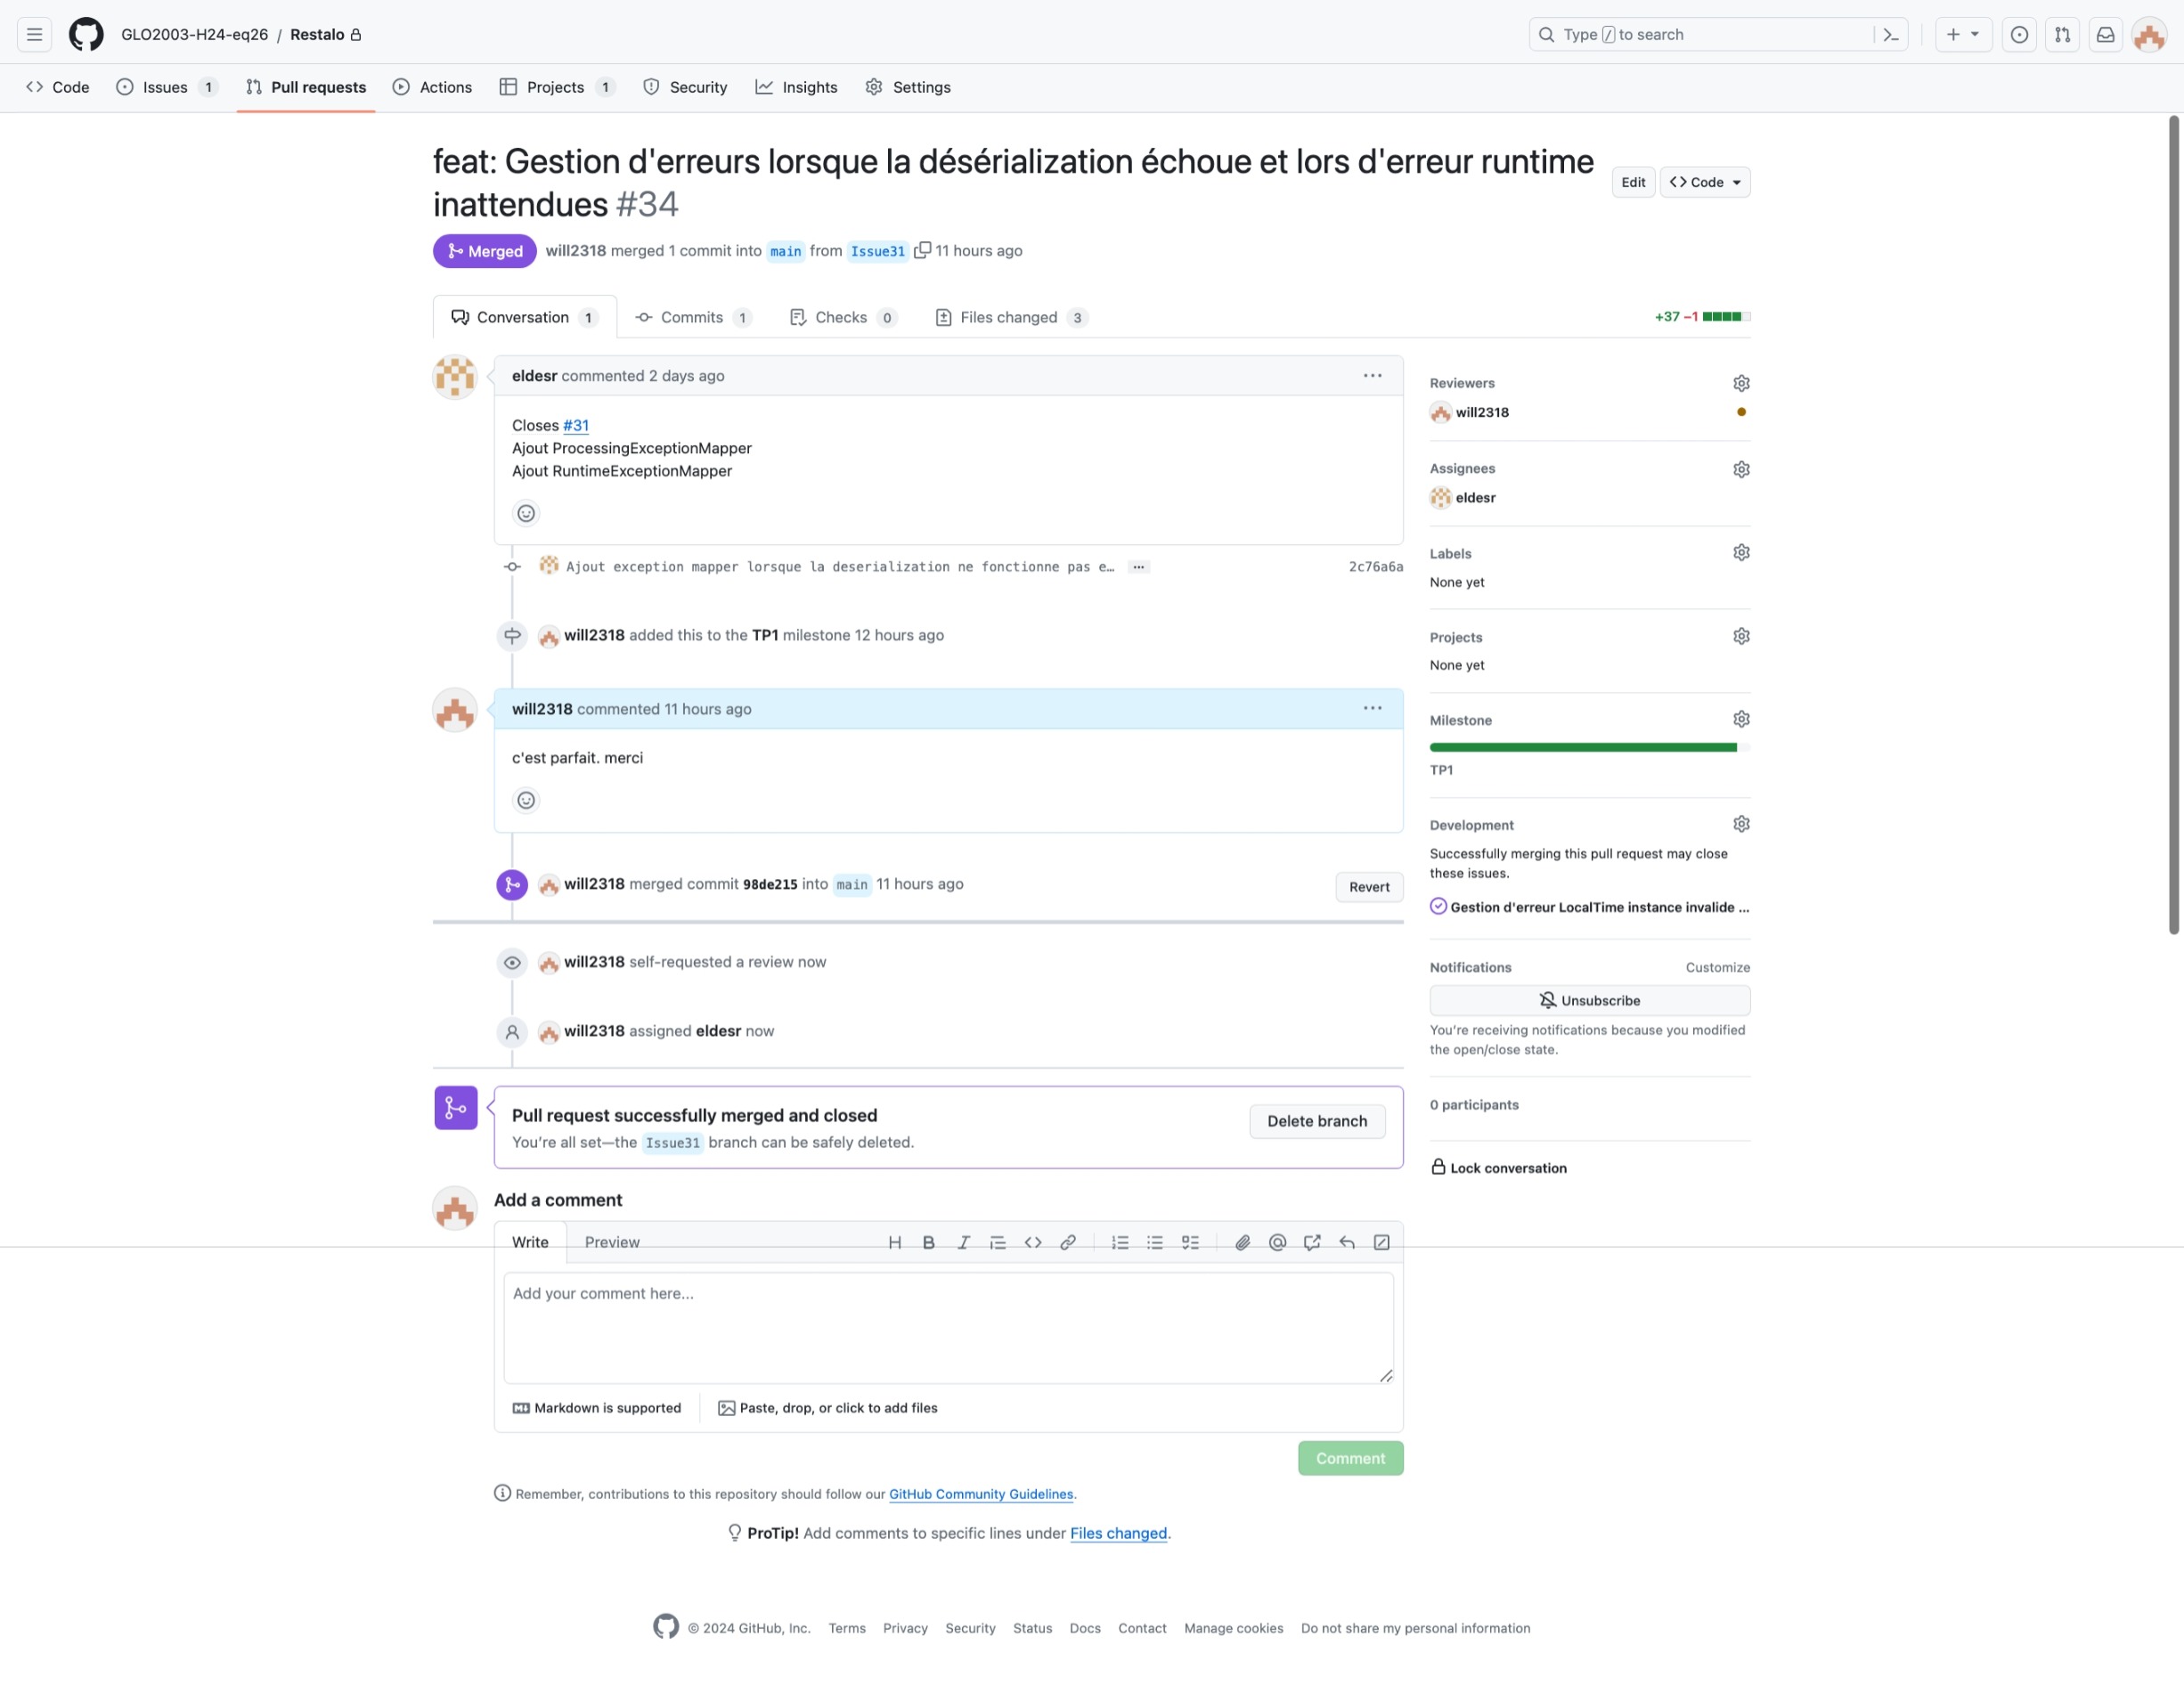 GLO2003-H24-eq26 / Restalo
Type / to search
Code
Issues 1
Pull requests
Actions
Projects 1
Security
Insights
Settings
feat: Gestion d'erreurs lorsque la désérialization échoue et lors d'erreur runtime
inattendues #34
Edit
Code
Merged
will2318 merged 1 commit into main from Issue31 11 hours ago
Conversation 1
Commits 1
Checks 0
Files changed 3
+37 −1
eldesr commented 2 days ago
Closes #31
Ajout ProcessingExceptionMapper
Ajout RuntimeExceptionMapper
Ajout exception mapper lorsque la deserialization ne fonctionne pas e… 2c76a6a
will2318 added this to the TP1 milestone 12 hours ago
will2318 commented 11 hours ago
c'est parfait. merci
will2318 merged commit 98de215 into main 11 hours ago
Revert
will2318 self-requested a review now
will2318 assigned eldesr now
Pull request successfully merged and closed
You're all set—the Issue31 branch can be safely deleted.
Delete branch
Add a comment
Write
Preview
Add your comment here...
Markdown is supported
Paste, drop, or click to add files
Comment
Remember, contributions to this repository should follow our GitHub Community Guidelines.
ProTip! Add comments to specific lines under Files changed.
Reviewers
will2318
Assignees
eldesr
Labels
None yet
Projects
None yet
Milestone
TP1
Development
Successfully merging this pull request may close
these issues.
Gestion d'erreur LocalTime instance invalide ...
Notifications
Customize
Unsubscribe
You're receiving notifications because you modified
the open/close state.
0 participants
Lock conversation
© 2024 GitHub, Inc.
Terms
Privacy
Security
Status
Docs
Contact
Manage cookies
Do not share my personal information